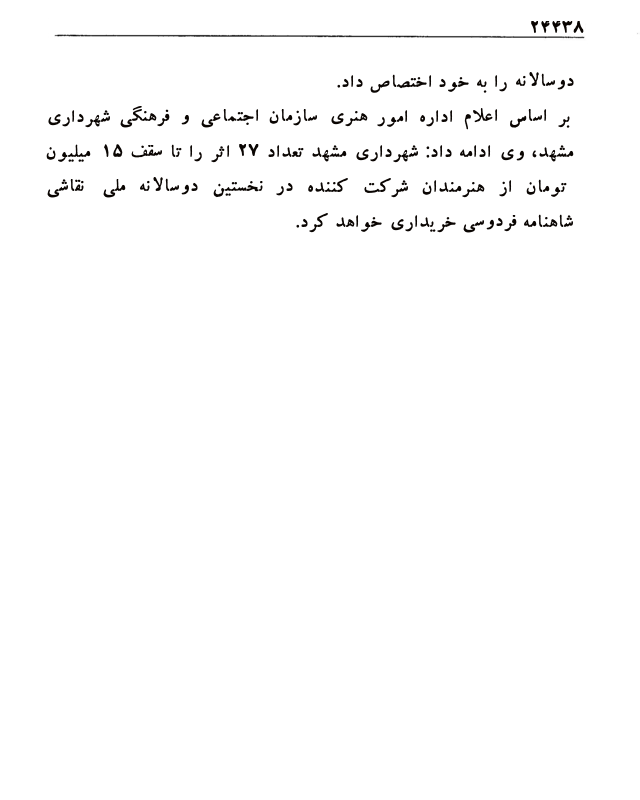 ۲۴۴۳۸
دوسالانه را به خود اختصاص داد.
بر اساس اعلام اداره امور هنری سازمان اجتماعی و فرهنگی شهرداری
مشهد، وی ادامه داد: شهرداری مشهد تعداد ۲۷ اثر را تا سقف ۱۵ میلیون
تومان از هنرمندان شرکت کننده در نخستین دوسالانه ملی نقاشی
شاهنامه فردوسی خریداری خواهد کرد.